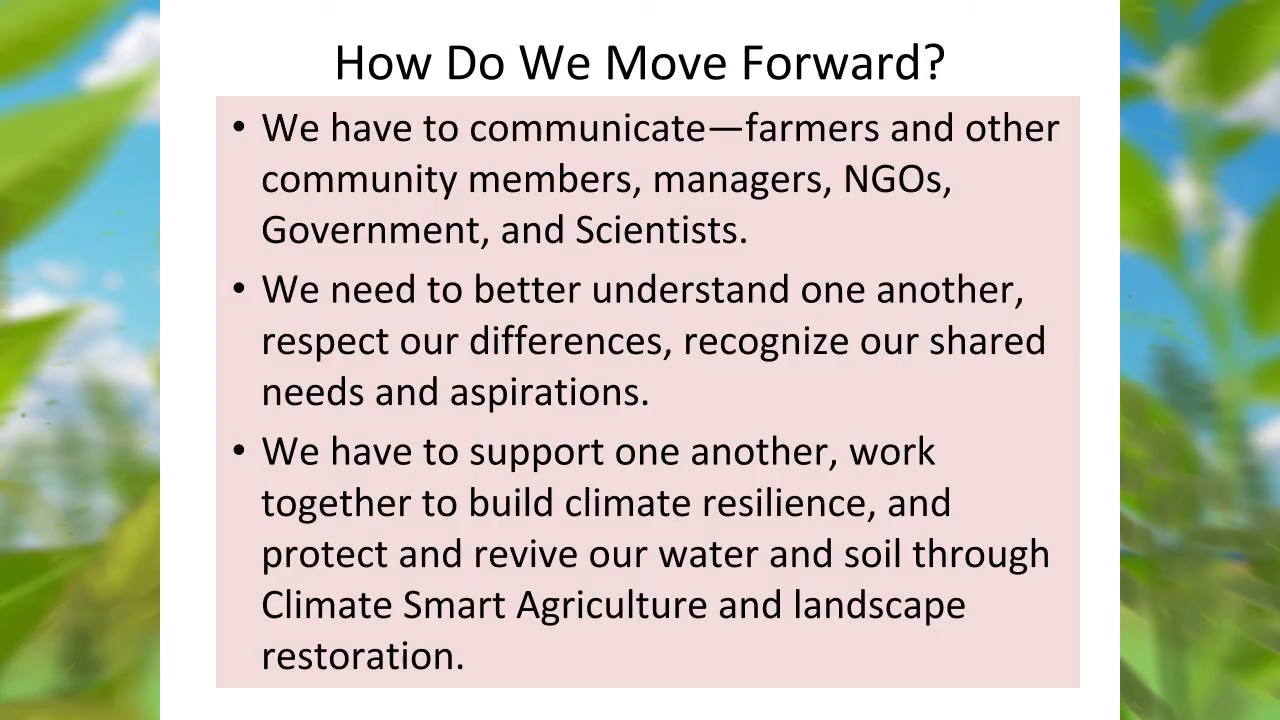 How Do We Move Forward?
• We have to communicate—farmers and other
community members, managers, NGOs,
Government, and Scientists.
• We need to better understand one another,
respect our differences, recognize our shared
needs and aspirations.
• We have to support one another, work
together to build climate resilience, and
protect and revive our water and soil through
Climate Smart Agriculture and landscape
restoration.